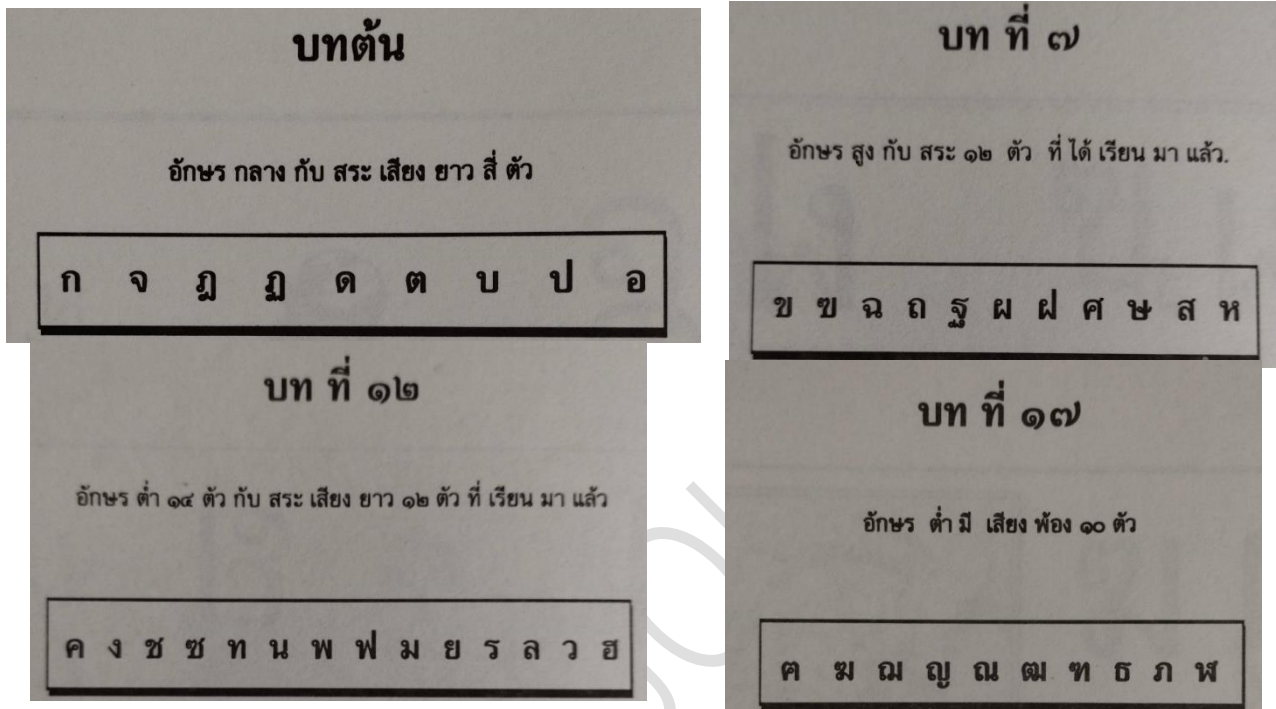 บทต้น
อักษร กลาง กับ สระ เสียง ยาว สี่ ตัว
ก จ ฎ ฏ ด ต บ ป อ
บท ที่ ๗
อักษร สูง กับ สระ ๑๒ ตัว ที่ ได้ เรียน มา แล้ว.
ข ฃ ฉ ถ ฐ ผ ฝ ศ ษ ส ห
บท ที่ ๑๒
อักษร ต่ำ ๑๔ ตัว กับ สระ เสียง ยาว ๑๒ ตัว ที่ เรียน มา แล้ว
ค ง ช ซ ท น พ ฟ ม ย ร ล ว ฮ
บท ที่ ๑๗
อักษร ต่ำ มี เสียง พ้อง ๑๐ ตัว
ฅ ฆ ฌ ญ ณ ฒ ฑ ธ ภ ฬ